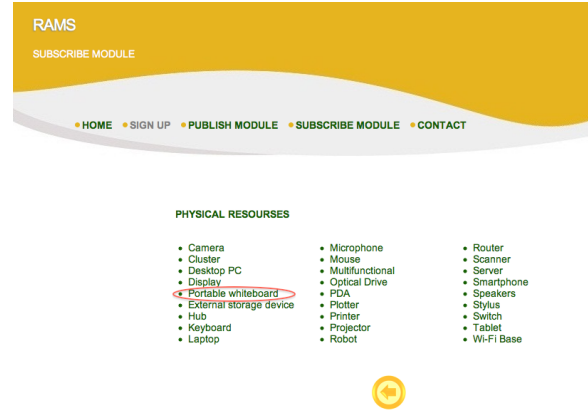 RAMS
SUBSCRIBE MODULE
HOME SIGN UP PUBLISH MODULE SUBSCRIBE MODULE CONTACT
PHYSICAL RESOURSES
Camera
Cluster
Desktop PC
Display
Portable whiteboard
External storage device
Hub
Keyboard
Laptop
Microphone
Mouse
Multifunctional
Optical Drive
PDA
Plotter
Printer
Projector
Robot
Router
Scanner
Server
Smartphone
Speakers
Stylus
Switch
Tablet
Wi-Fi Base